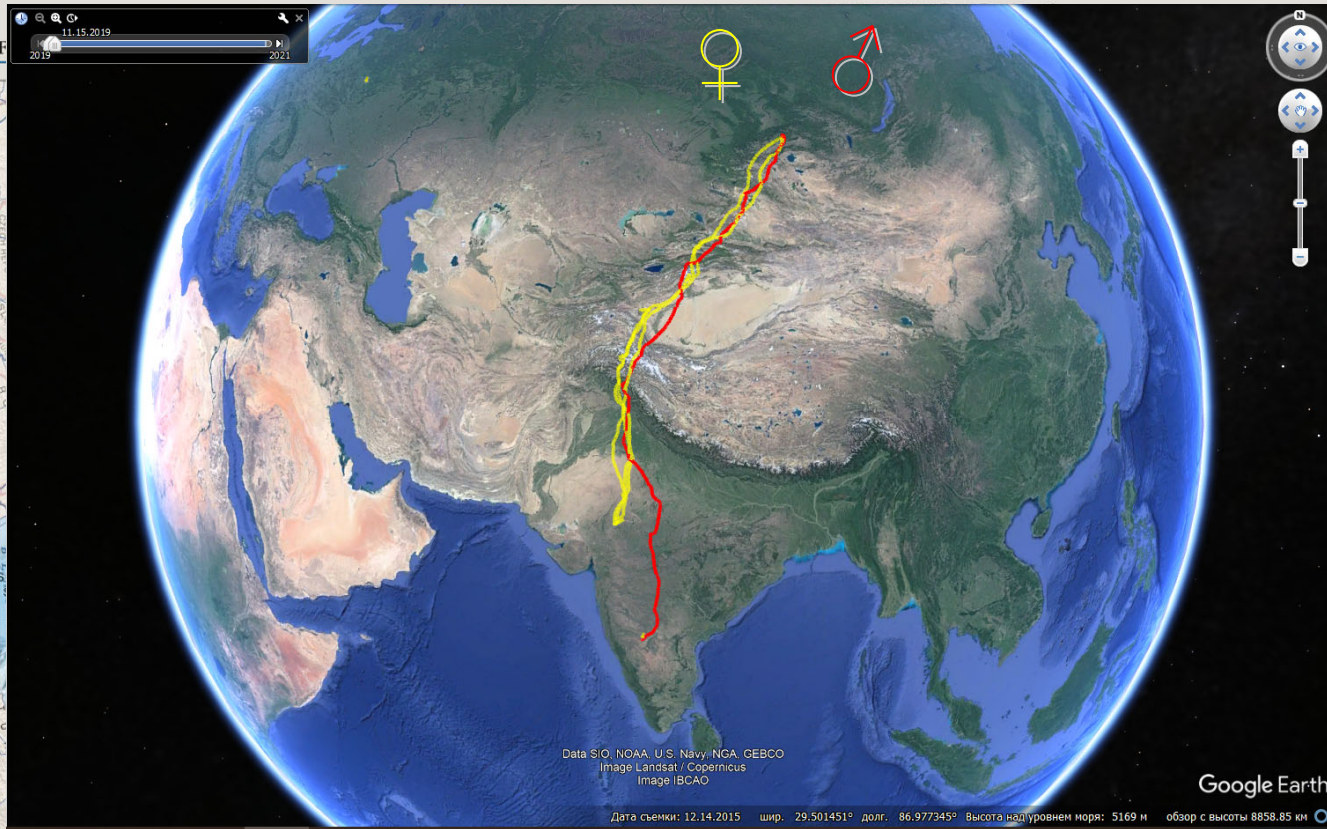 11.15.2019
2019
2021
N
Data SIO, NOAA, U.S. Navy, NGA, GEBCO
Image Landsat / Copernicus
Image IBCAO
Google Earth
Дата съемки: 12.14.2015 шир. 29.501451° долг. 86.977345° Высота над уровнем моря: 5169 м обзор с высоты 8858.85 км